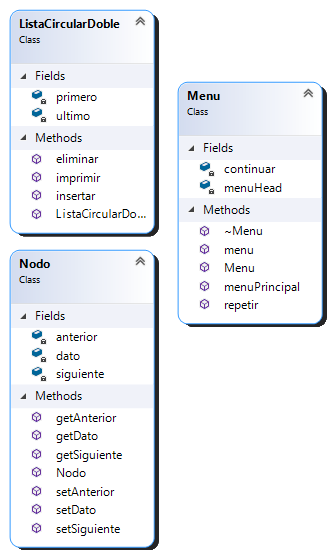 ListaCircularDoble
Class
Fields
primero
ultimo
Methods
eliminar
imprimir
insertar
ListaCircularDo...
Menu
Class
Fields
continuar
menuHead
Methods
~Menu
menu
Menu
menuPrincipal
repetir
Nodo
Class
Fields
anterior
dato
siguiente
Methods
getAnterior
getDato
getSiguiente
Nodo
setAnterior
setDato
setSiguiente